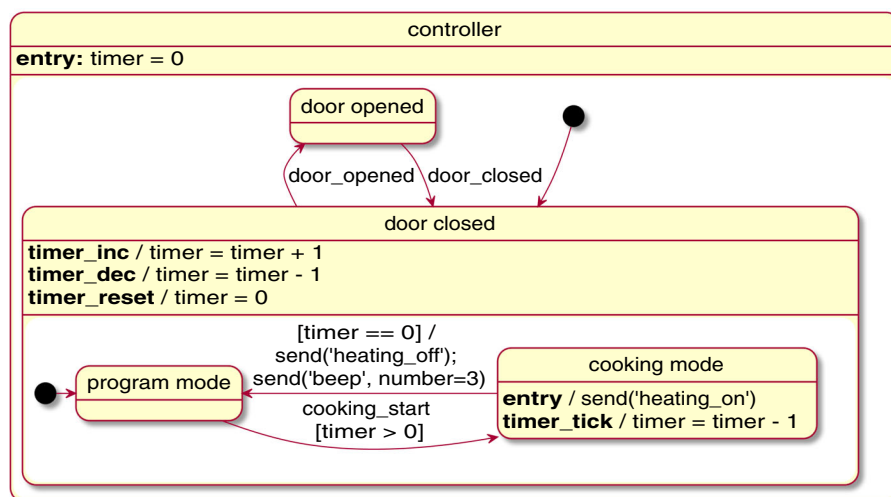 controller
entry: timer = 0
door opened
door_opened
door_closed
door closed
timer_inc / timer = timer + 1
timer_dec / timer = timer - 1
timer_reset / timer = 0
[timer == 0] /
send('heating_off');
send('beep', number=3)
program mode
cooking_start
[timer > 0]
cooking mode
entry / send('heating_on')
timer_tick / timer = timer - 1